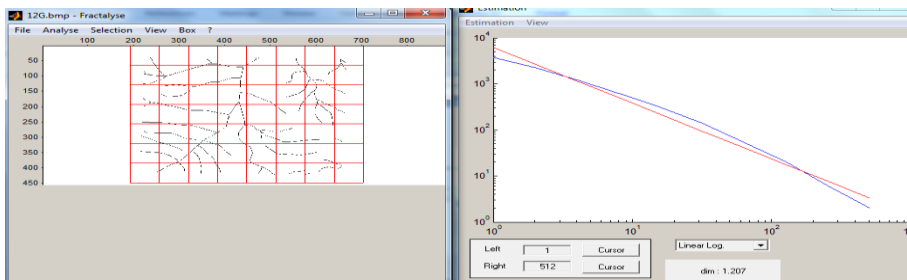 12G.bmp - Fractalyse
File Analyse Selection View Box ?
100 200 300 400 500 600 700 800
50
100
150
200
250
300
350
400
450
Estimation
Estimation View
10^4
10^3
10^2
10^1
10^0
10^0 10^1 10^2
Left 1 Cursor
Right 512 Cursor
Linear Log.
dim : 1.207